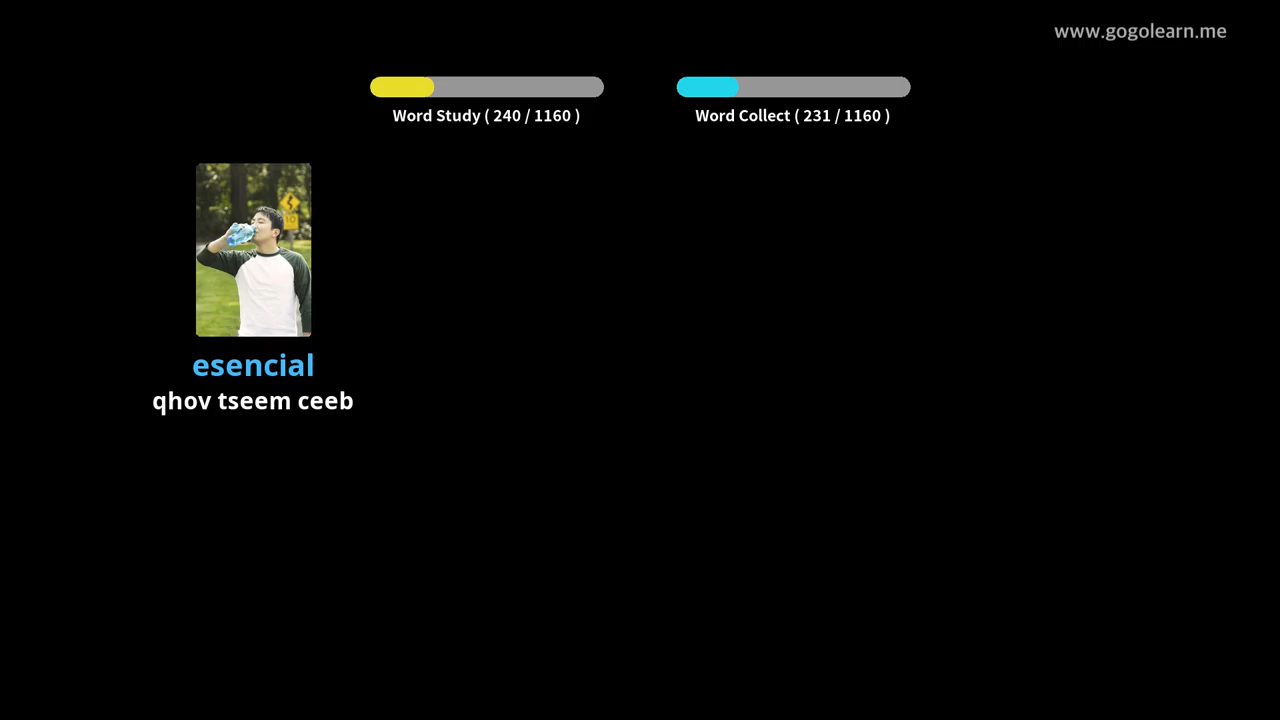 www.gogolearn.me
Word Study ( 240 / 1160 )
Word Collect ( 231 / 1160 )
esencial
qhov tseem ceeb